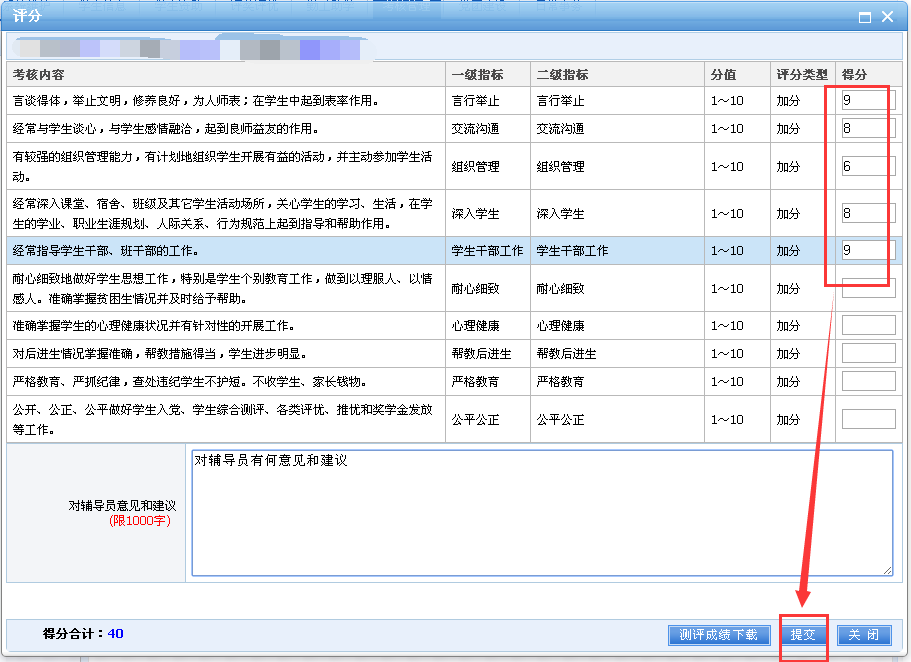 评分
考核内容 一级指标 二级指标 分值 评分类型 得分
言谈得体，举止文明，修养良好，为人师表；在学生中起到表率作用。 言行举止 言行举止 1～10 加分 9
经常与学生谈心，与学生感情融洽，起到良师益友的作用。 交流沟通 交流沟通 1～10 加分 8
有较强的组织管理能力，有计划地组织学生开展有益的活动，并主动参加学生活
动。 组织管理 组织管理 1～10 加分 6
经常深入课堂、宿舍、班级及其它学生活动场所，关心学生的学习、生活，在学
生的学业、职业生涯规划、人际关系、行为规范上起到指导和帮助作用。 深入学生 深入学生 1～10 加分 8
经常指导学生干部、班干部的工作。 学生干部工作 学生干部工作 1～10 加分 9
耐心细致地做好学生思想工作，特别是学生个别教育工作，做到以理服人、以情
感人。准确掌握贫困生情况并及时给予帮助。 耐心细致 耐心细致 1～10 加分
准确掌握学生的心理健康状况并有针对性的开展工作。 心理健康 心理健康 1～10 加分
对后进生情况掌握准确，帮教措施得当，学生进步明显。 帮教后进生 帮教后进生 1～10 加分
严格教育、严抓纪律，查处违纪学生不护短。不收学生、家长钱物。 严格教育 严格教育 1～10 加分
公开、公正、公平做好学生入党、学生综合测评、各类评优、推优和奖学金发放
等工作。 公平公正 公平公正 1～10 加分
对辅导员有何意见和建议
对辅导员意见和建议
(限1000字)
得分合计：40 测评成绩下载 提交 关 闭